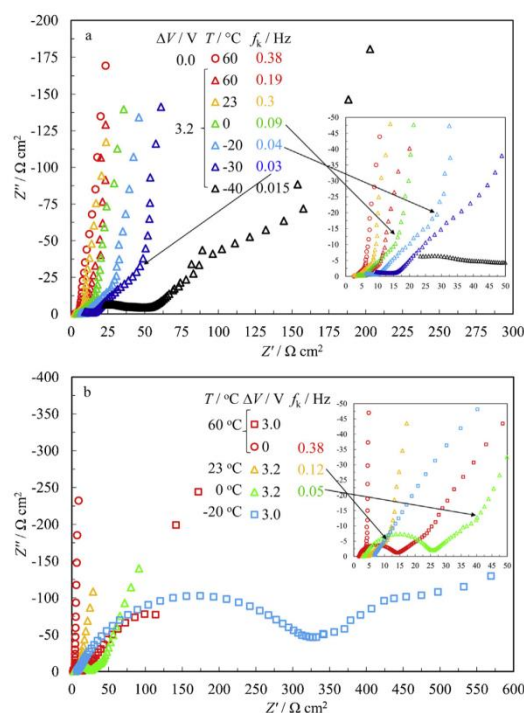 a
ΔV / V T / °C fk / Hz
0.0 60 0.38
60 0.19
23 0.3
3.2 0 0.09
-20 0.04
-30 0.03
-40 0.015
-200
-175
-150
-125
-100
-75
-50
-25
0
Z'' / Ω cm²
0 25 50 75 100 125 150 175 200 225 250 275 300
Z' / Ω cm²
-50
-45
-40
-35
-30
-25
-20
-15
-10
-5
0
0 5 10 15 20 25 30 35 40 45 50
b
T / °C ΔV / V fk / Hz
60 °C 3.0
0 0.38
23 °C 3.2 0.12
0 °C 3.2 0.05
-20 °C 3.0
-400
-350
-300
-250
-200
-150
-100
-50
0
Z'' / Ω cm²
0 50 100 150 200 250 300 350 400 450 500 550 600
Z' / Ω cm²
-50
-45
-40
-35
-30
-25
-20
-15
-10
-5
0
0 5 10 15 20 25 30 35 40 45 50